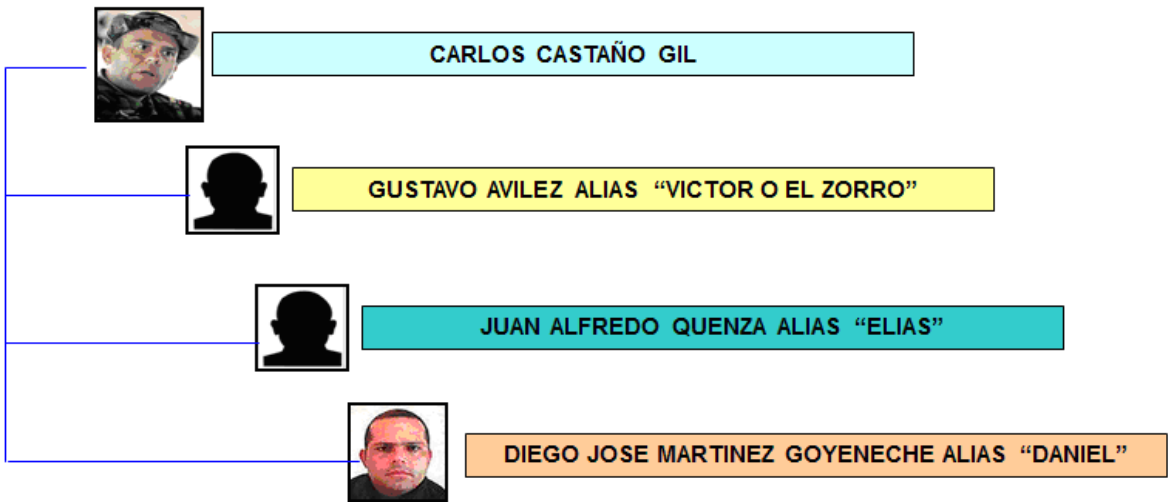 CARLOS CASTAÑO GIL
GUSTAVO AVILEZ ALIAS “VICTOR O EL ZORRO”
JUAN ALFREDO QUENZA ALIAS “ELIAS”
DIEGO JOSE MARTINEZ GOYENECHE ALIAS “DANIEL”